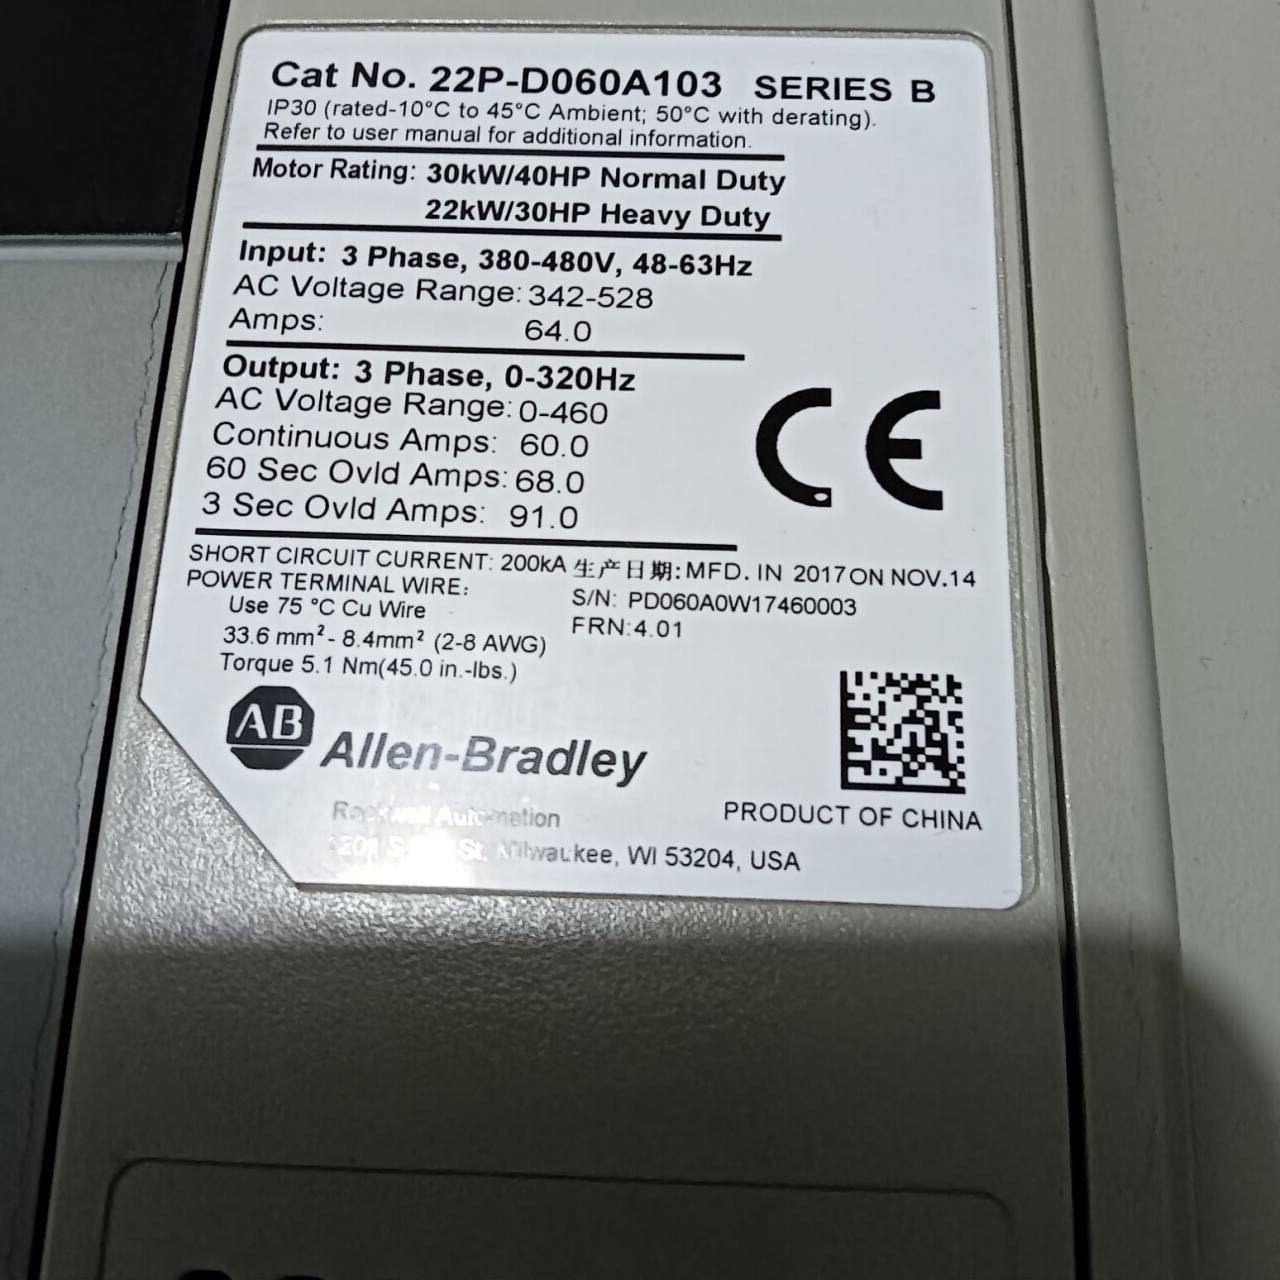 Cat No. 22P-D060A103 SERIES B
IP30 (rated-10°C to 45°C Ambient; 50°C with derating).
Refer to user manual for additional information.
Motor Rating: 30kW/40HP Normal Duty
22kW/30HP Heavy Duty
Input: 3 Phase, 380-480V, 48-63Hz
AC Voltage Range: 342-528
Amps: 64.0
Output: 3 Phase, 0-320Hz
AC Voltage Range: 0-460
Continuous Amps: 60.0
60 Sec Ovld Amps: 68.0
3 Sec Ovld Amps: 91.0
CE
SHORT CIRCUIT CURRENT: 200kA
POWER TERMINAL WIRE:
Use 75 °C Cu Wire
33.6 mm² - 8.4mm² (2-8 AWG)
Torque 5.1 Nm(45.0 in.-lbs.)
生产日期:MFD. IN 2017 ON NOV.14
S/N: PD060A0W17460003
FRN:4.01
AB Allen-Bradley
Rockwell Automation
St. Milwaukee, WI 53204, USA
PRODUCT OF CHINA